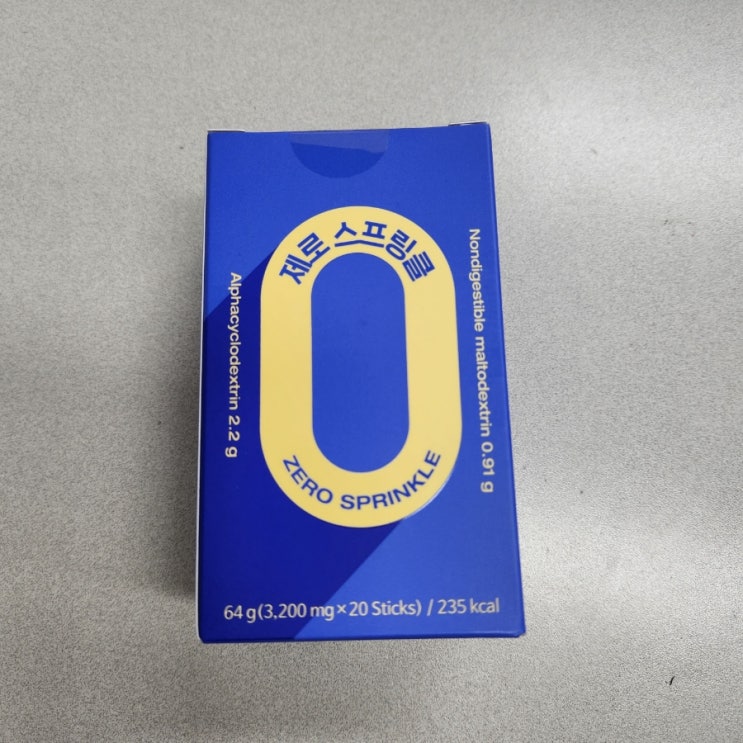 제로 스프링클
Nondigestible maltodextrin 0.91 g
Alphacyclodextrin 2.2 g
ZERO SPRINKLE
64 g(3,200 mg×20 Sticks) / 235 kcal